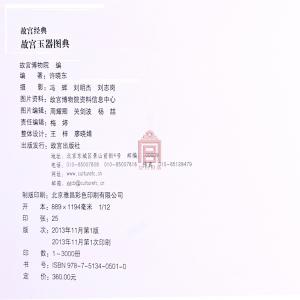 故宫经典
故宫玉器图典
故宫博物院 编
编 著:许晓东
摄 影:冯 辉 刘明杰 刘志岗
图片资料:故宫博物院资料信息中心
图片编辑:周耀卿 关剑波 杨 喆
责任编辑:梅 婷
整体设计:王 梓 廖晓婧
出版发行:故宫出版社
地址:北京东城区景山前街4号 邮编:100009
电话:010-85007808 010-85007816 010-65129479
网址:www.culturefc.cn
邮箱:ggcb@culturefc.cn
制版印刷:北京雅昌彩色印刷有限公司
开 本:889×1194毫米 1/12
印 张:25
版 次:2013年11月第1版
2013年11月第1次印刷
印 数:1~3000册
书 号:ISBN 978-7-5134-0501-0
定 价:360.00元